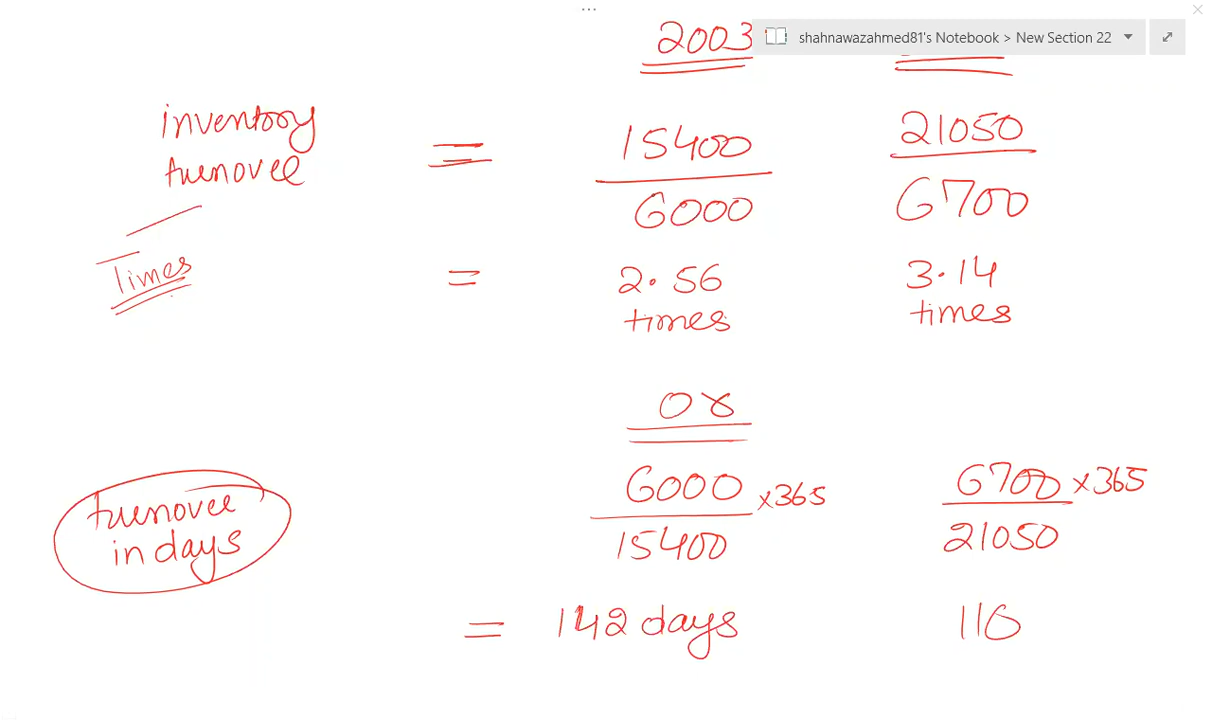 ...
2003
shahnawazahmed81's Notebook > New Section 22
inventory
turnover
=
15400
6000
21050
6700
Times
=
2.56
times
3.14
times
or
turnover
in days
6000
15400
×365
6700
21050
×365
=
142 days
116